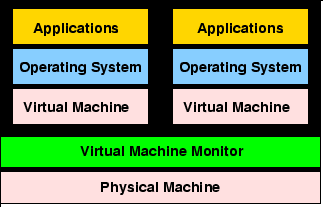 Applications
Applications
Operating System
Operating System
Virtual Machine
Virtual Machine
Virtual Machine Monitor
Physical Machine